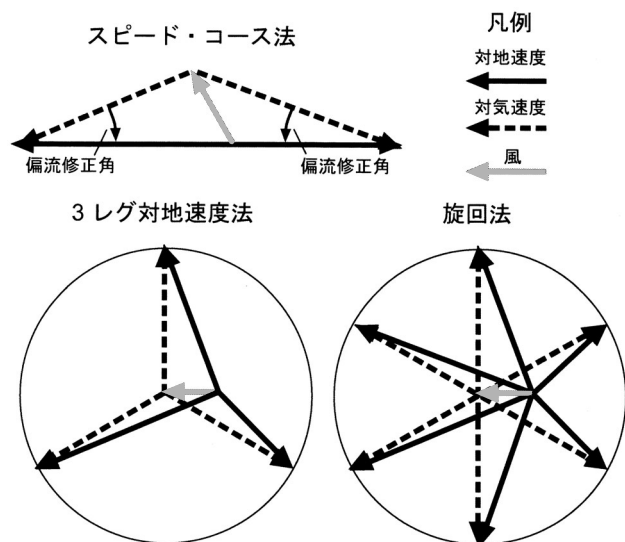 スピード・コース法
偏流修正角
偏流修正角
凡例
対地速度
対気速度
風
3レグ対地速度法
旋回法